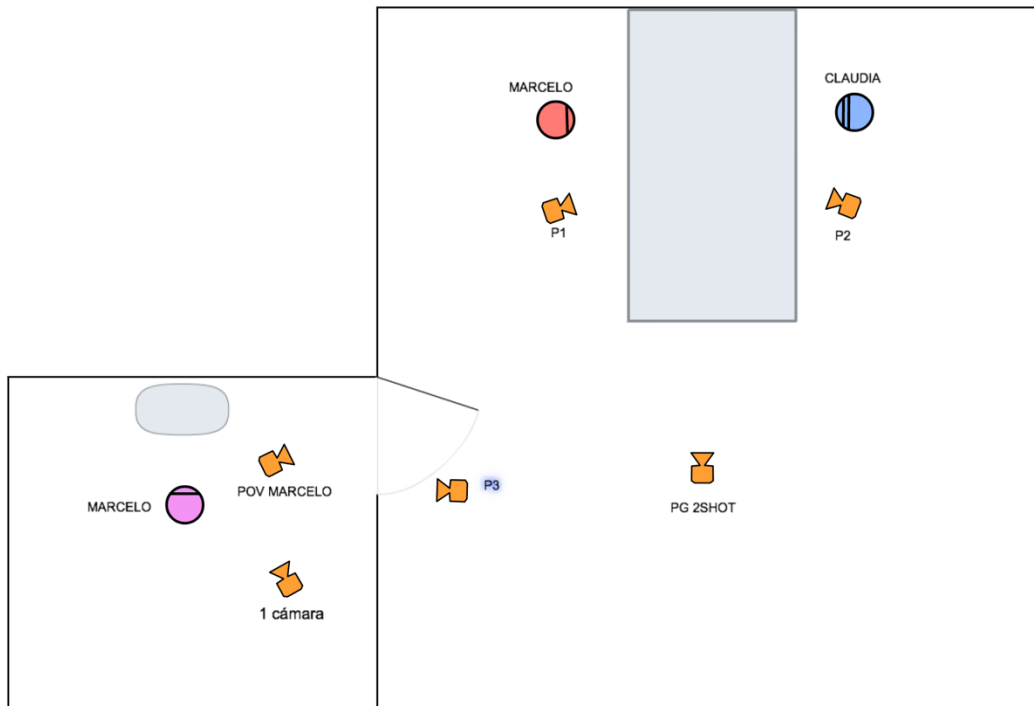 CLAUDIA
MARCELO
P1
P2
POV MARCELO
P3
MARCELO
PG 2SHOT
1 cámara